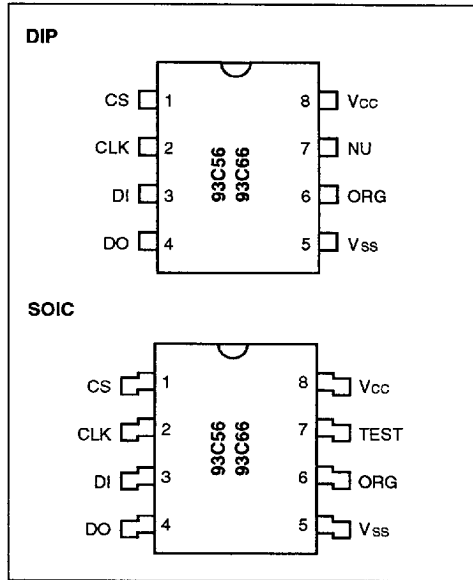 DIP
CS 1 8 Vcc
CLK 2 7 NU
DI 3 6 ORG
DO 4 5 Vss
93C56
93C66
SOIC
CS 1 8 Vcc
CLK 2 7 TEST
DI 3 6 ORG
DO 4 5 Vss
93C56
93C66